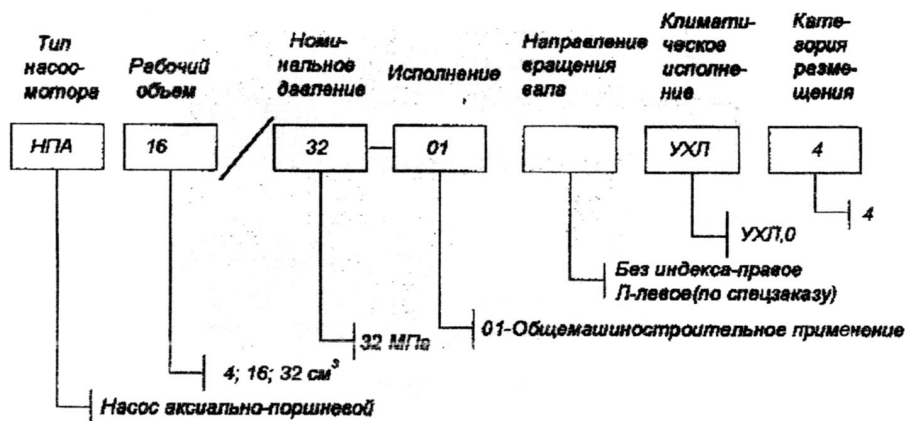 Тип
насос-
мотора
Рабочий
объем
Номи-
нальное
давление
Исполнение
Направление
вращения
вала
Климати-
ческое
исполне-
ние
Кате-
гория
разме-
щения
НПА
16
/
32
–
01
УХЛ
4
4
УХЛ,О
Без индекса-правое
Л-левое(по спецзаказу)
01-Общемашиностроительное применение
32 МПа
4; 16; 32 см³
Насос аксиально-поршневой